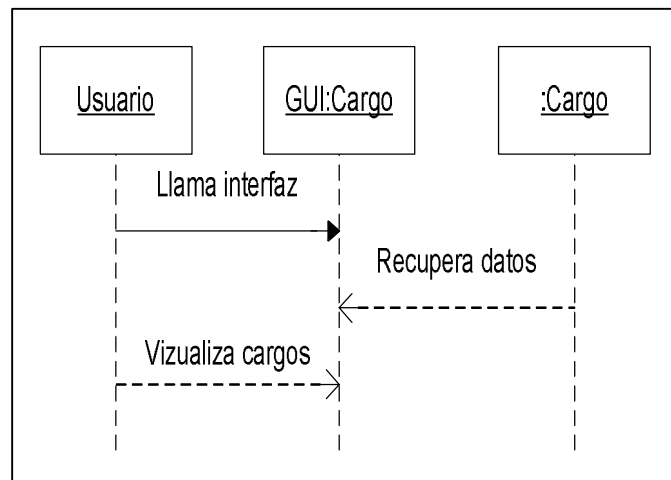 Usuario
GUI:Cargo
:Cargo
Llama interfaz
Recupera datos
Vizualiza cargos